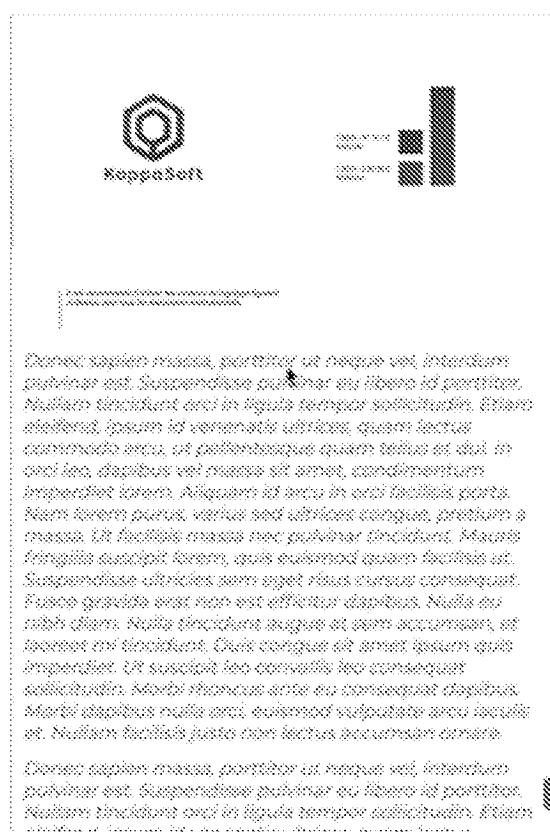 KoppaSoft
Donec sapien massa, porttitor ut neque vel, interdum
pulvinar est. Suspendisse pulvinar eu libero id porttitor.
Nullam tincidunt orci in ligula tempor sollicitudin. Etiam
eleifend, ipsum id venenatis ultrices, quam lectus
commodo arcu, ut pellentesque quam tellus et dui. In
orci leo, dapibus vel massa sit amet, condimentum
imperdiet lorem. Aliquam id arcu in orci facilisis porta.
Nam lorem purus, varius sed ultrices congue, pretium a
massa. Ut facilisis massa nec pulvinar tincidunt. Mauris
fringilla suscipit lorem, quis euismod quam facilisis ut.
Suspendisse ultricies sem eget risus cursus consequat.
Fusce gravida erat non est efficitur dapibus. Nulla eu
nibh diam. Nulla tincidunt augue at sem accumsan, et
laoreet mi tincidunt. Duis congue sit amet ipsum quis
imperdiet. Ut suscipit leo convallis leo consequat
sollicitudin. Morbi rhoncus ante eu consequat dapibus.
Morbi dapibus nulla orci, euismod vulputate arcu iaculis
et. Nullam facilisis justo non lectus accumsan ornare.
Donec sapien massa, porttitor ut neque vel, interdum
pulvinar est. Suspendisse pulvinar eu libero id porttitor.
Nullam tincidunt orci in ligula tempor sollicitudin. Etiam